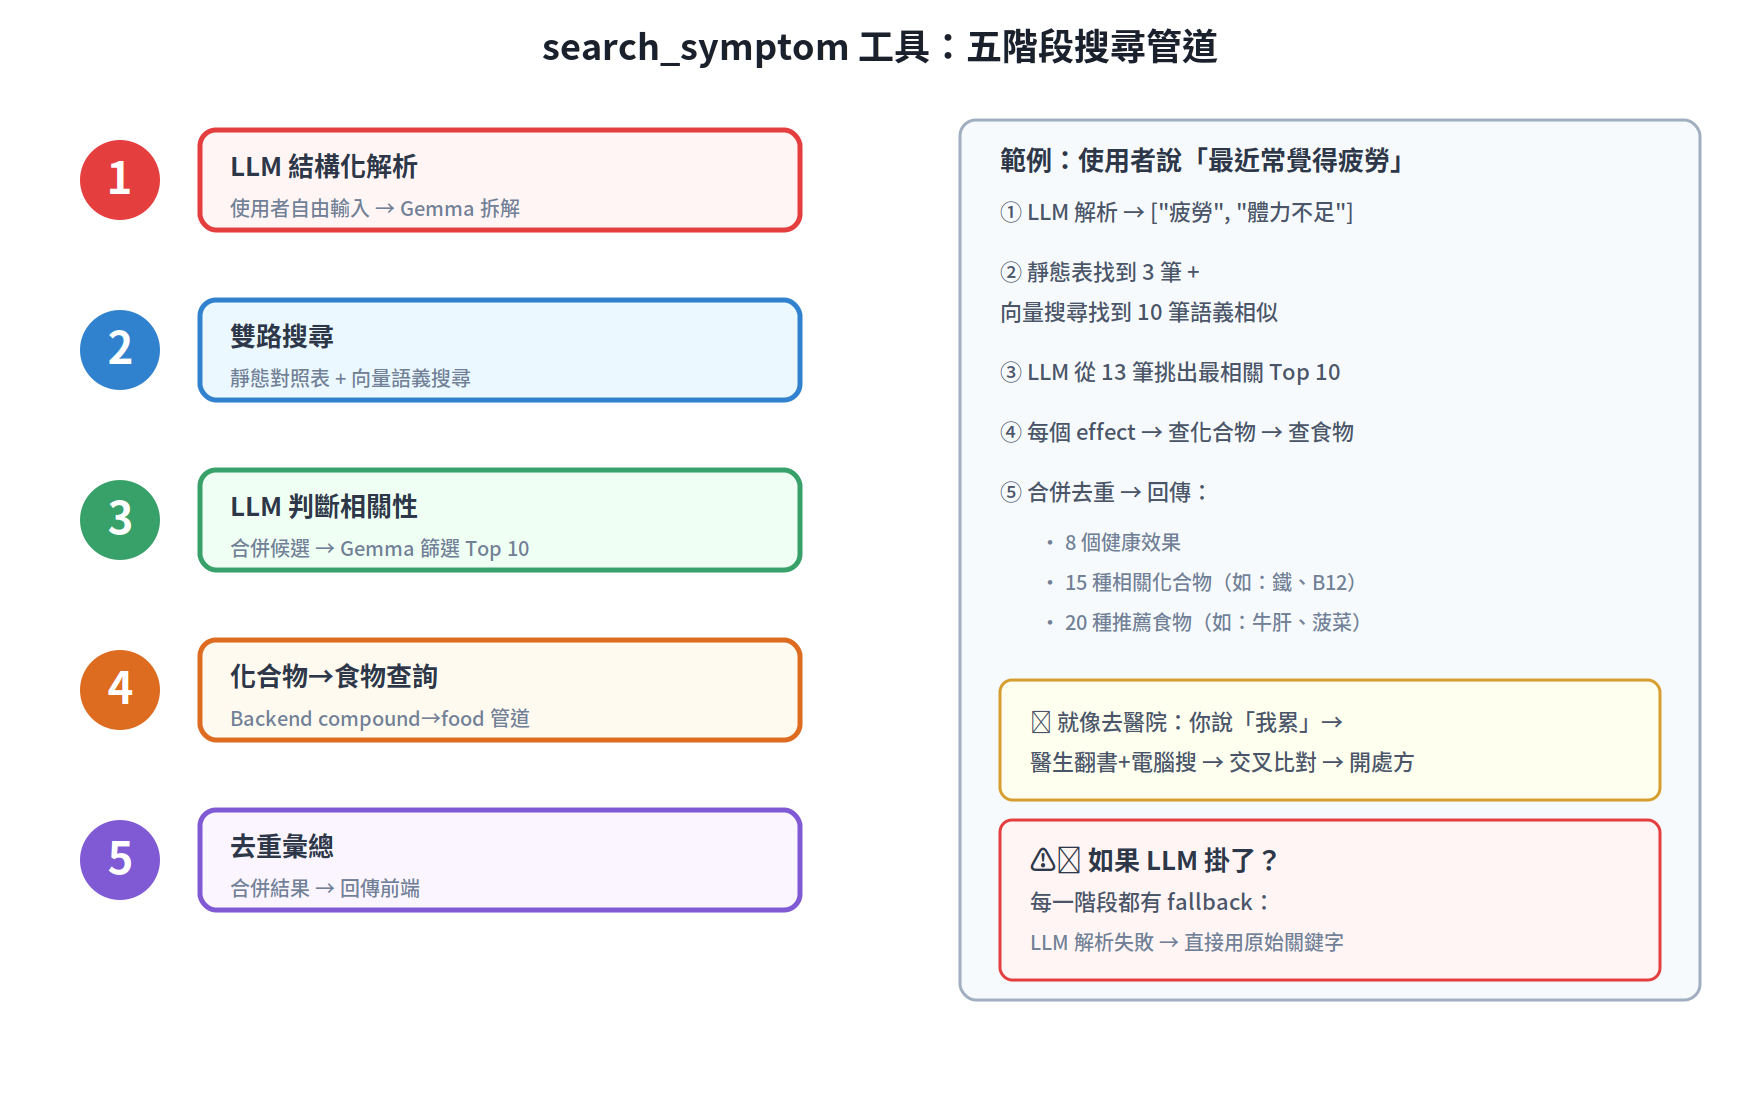 search_symptom 工具：五階段搜尋管道
1
LLM 結構化解析
使用者自由輸入 → Gemma 拆解
2
雙路搜尋
靜態對照表 + 向量語義搜尋
3
LLM 判斷相關性
合併候選 → Gemma 篩選 Top 10
4
化合物→食物查詢
Backend compound→food 管道
5
去重彙總
合併結果 → 回傳前端
範例：使用者說「最近常覺得疲勞」
① LLM 解析 → ["疲勞", "體力不足"]
② 靜態表找到 3 筆 +
向量搜尋找到 10 筆語義相似
③ LLM 從 13 筆挑出最相關 Top 10
④ 每個 effect → 查化合物 → 查食物
⑤ 合併去重 → 回傳：
• 8 個健康效果
• 15 種相關化合物（如：鐵、B12）
• 20 種推薦食物（如：牛肝、菠菜）
就像去醫院：你說「我累」→
醫生翻書+電腦搜 → 交叉比對 → 開處方
⚠ 如果 LLM 掛了？
每一階段都有 fallback：
LLM 解析失敗 → 直接用原始關鍵字